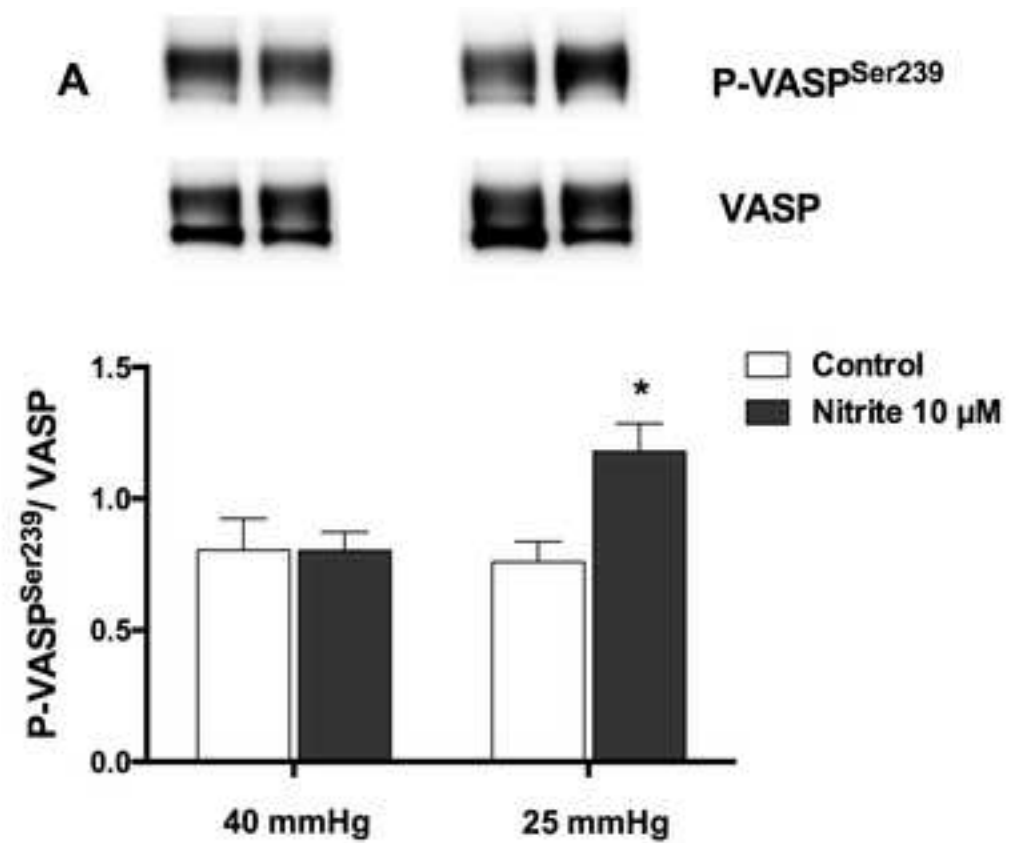 A
P-VASPSer239
VASP
P-VASPSer239/ VASP
1.5
1.0
0.5
0.0
*
Control
Nitrite 10 µM
40 mmHg
25 mmHg